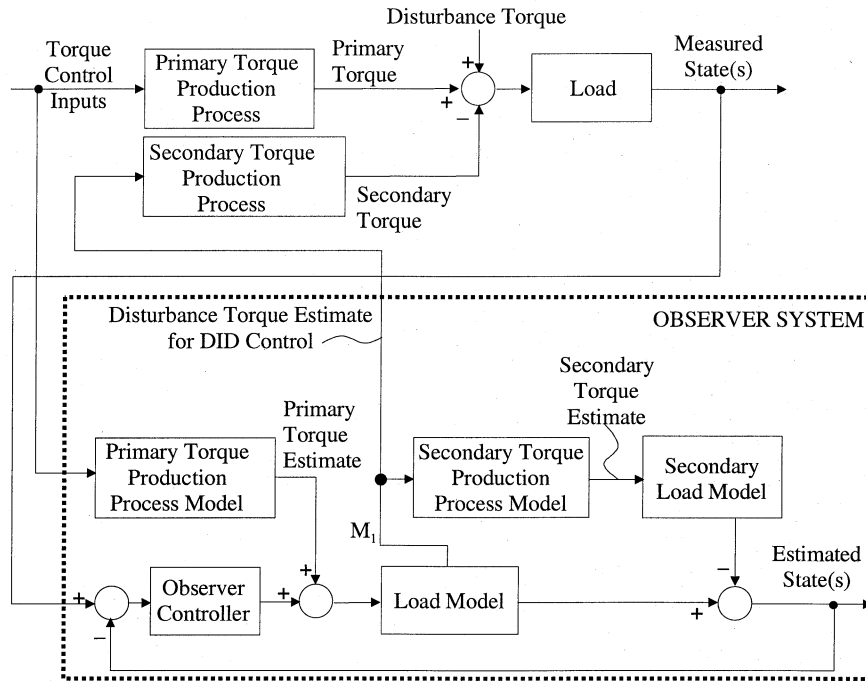 Disturbance Torque
Torque
Control
Inputs
Primary Torque
Production
Process
Primary
Torque
+
+
−
Load
Measured
State(s)
Secondary Torque
Production
Process
Secondary
Torque
Disturbance Torque Estimate
for DID Control
OBSERVER SYSTEM
Primary Torque
Production
Process Model
Primary
Torque
Estimate
Secondary Torque
Production
Process Model
Secondary
Torque
Estimate
Secondary
Load Model
M1
+
−
Observer
Controller
+
+
Load Model
−
+
Estimated
State(s)